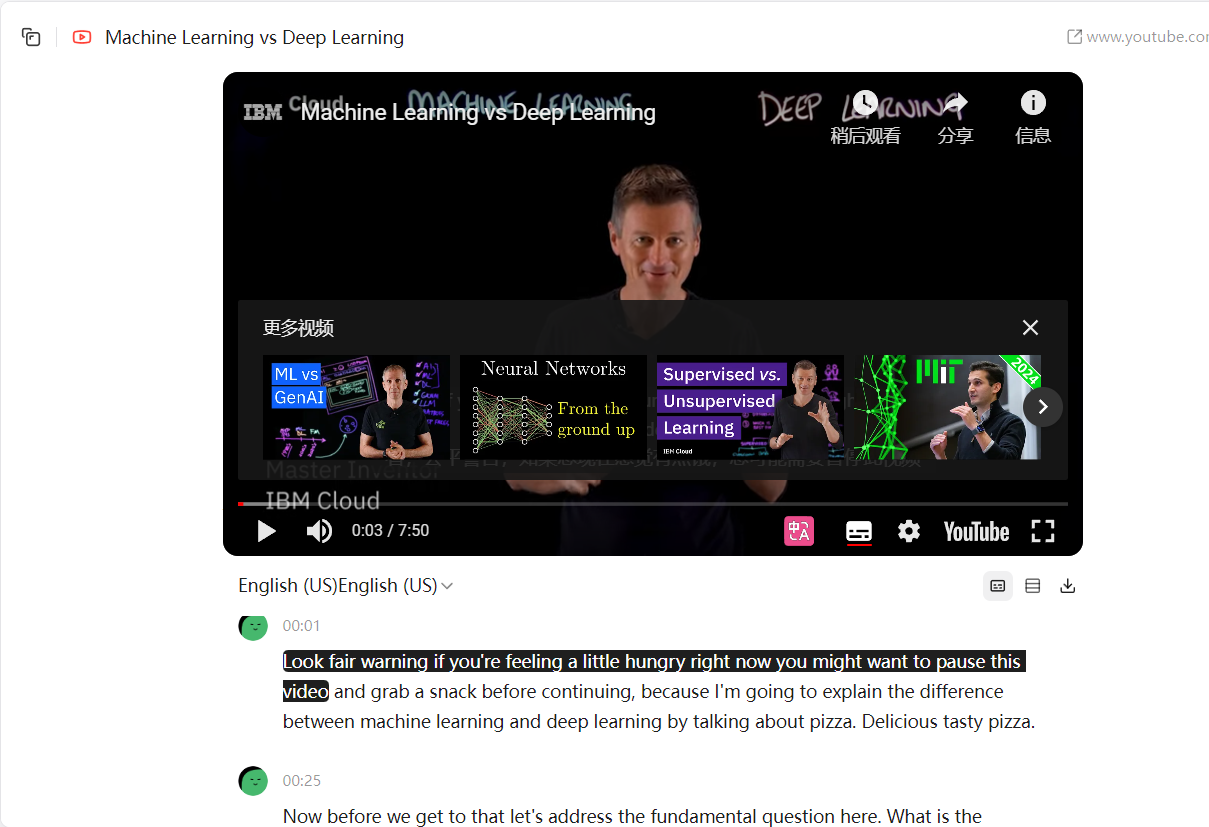 Machine Learning vs Deep Learning
www.youtube.cor
IBM Cloud
MACHINE LEARNING
DEEP LEARNING
Machine Learning vs Deep Learning
稍后观看
分享
信息
更多视频
ML vs
GenAI
Neural Networks
From the
ground up
Supervised vs.
Unsupervised
Learning
IBM Cloud
MIT
2024
Master Inventor
IBM Cloud
0:03 / 7:50
中
A
YouTube
English (US)English (US)
00:01
Look fair warning if you're feeling a little hungry right now you might want to pause this
video and grab a snack before continuing, because I'm going to explain the difference
between machine learning and deep learning by talking about pizza. Delicious tasty pizza.
00:25
Now before we get to that let's address the fundamental question here. What is the